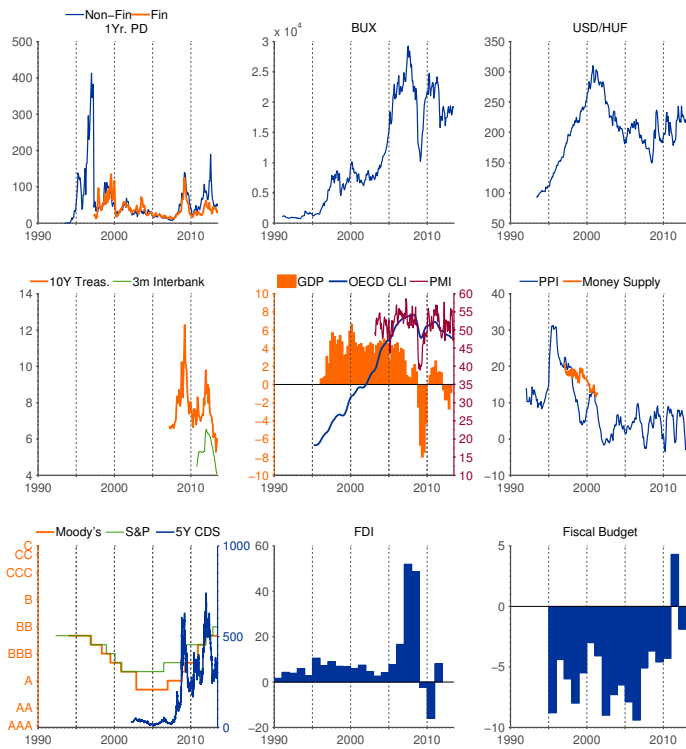 Non−Fin Fin
1Yr. PD
500
400
300
200
100
0
1990 2000 2010
BUX
x 10^4
3
2.5
2
1.5
1
0.5
0
1990 2000 2010
USD/HUF
350
300
250
200
150
100
50
1990 2000 2010
10Y Treas. 3m Interbank
14
12
10
8
6
4
1990 2000 2010
GDP OECD CLI PMI
10 60
8 55
6 50
4 45
2 40
0 35
−2 30
−4 25
−6 20
−8 15
−10 10
1990 2000 2010
PPI Money Supply
40
30
20
10
0
−10
1990 2000 2010
Moody's S&P 5Y CDS
C 1000
CC
CCC
B
BB 500
BBB
A
AA
AAA 0
1990 2000 2010
FDI
60
40
20
0
−20
1990 2000 2010
Fiscal Budget
5
0
−5
−10
1990 2000 2010